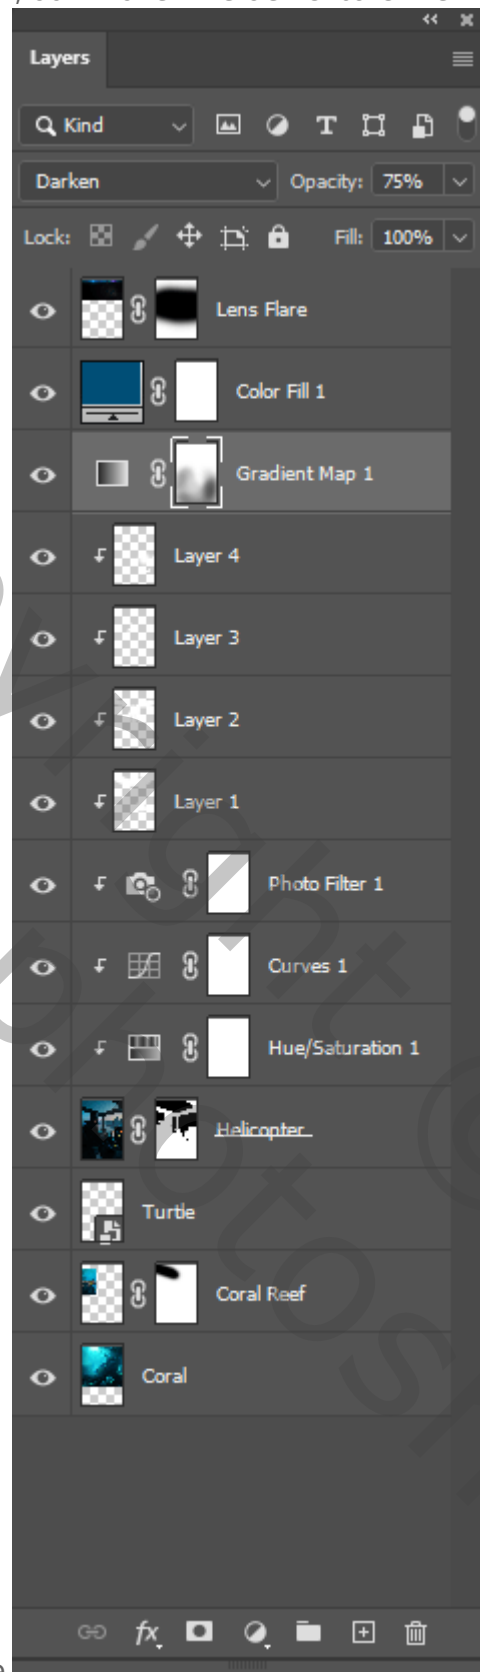 Layers
Kind
Darken
Opacity: 75%
Lock:
Fill: 100%
Lens Flare
Color Fill 1
Gradient Map 1
Layer 4
Layer 3
Layer 2
Layer 1
Photo Filter 1
Curves 1
Hue/Saturation 1
Helicopter
Turtle
Coral Reef
Coral
fx